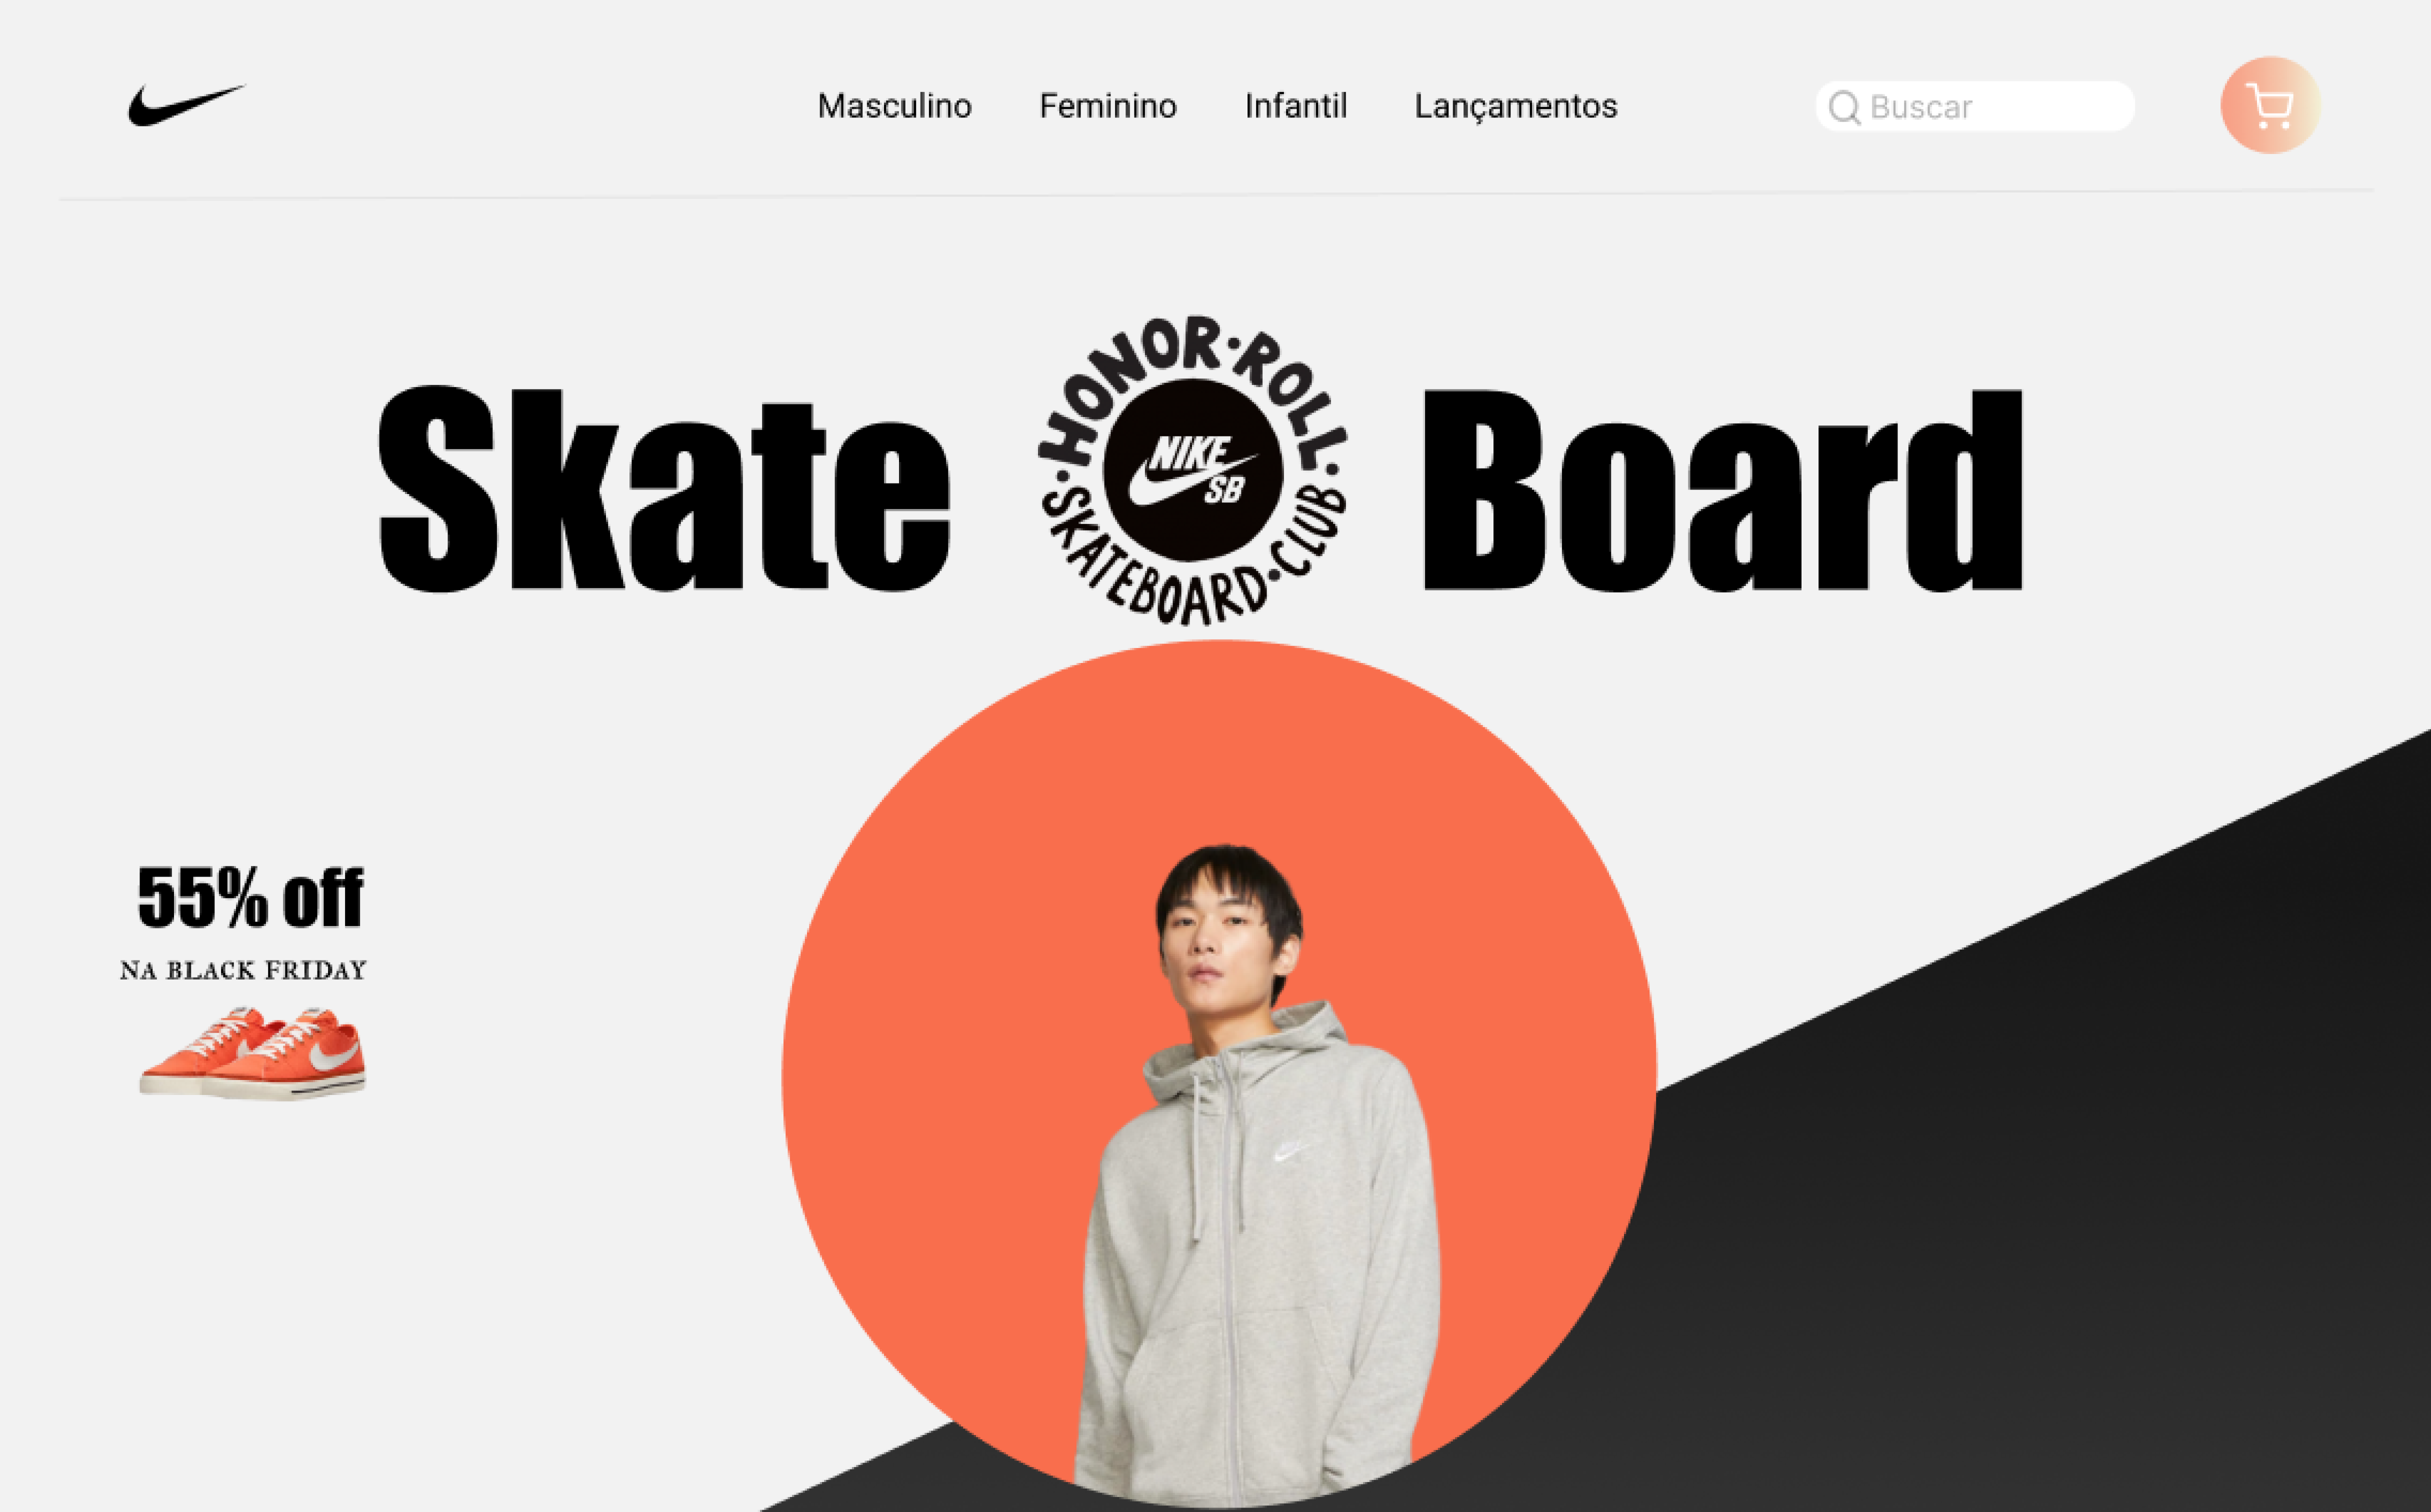 Masculino Feminino Infantil Lançamentos Buscar
Skate Board
HONOR·ROLL·
·SKATEBOARD·CLUB
NIKE
SB
55% off
NA BLACK FRIDAY